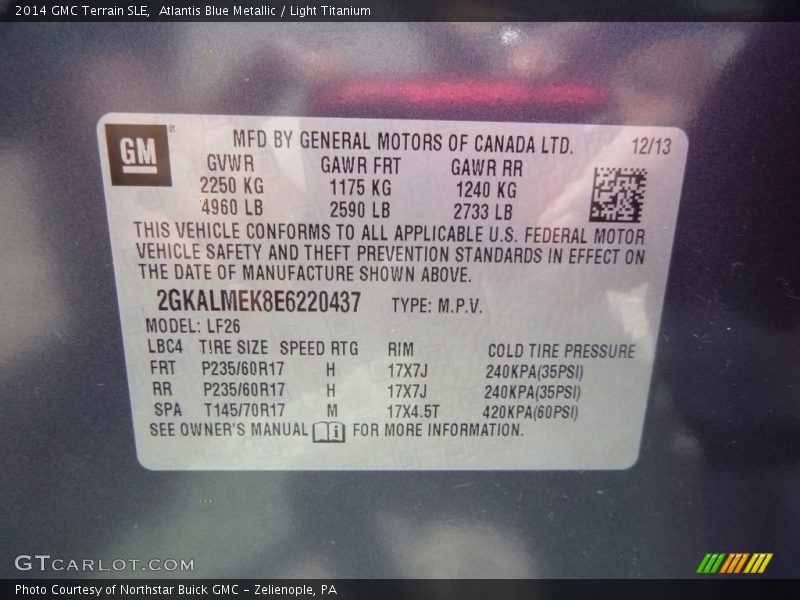 2014 GMC Terrain SLE, Atlantis Blue Metallic / Light Titanium
GM
®
MFD BY GENERAL MOTORS OF CANADA LTD. 12/13
GVWR GAWR FRT GAWR RR
2250 KG 1175 KG 1240 KG
4960 LB 2590 LB 2733 LB
THIS VEHICLE CONFORMS TO ALL APPLICABLE U.S. FEDERAL MOTOR
VEHICLE SAFETY AND THEFT PREVENTION STANDARDS IN EFFECT ON
THE DATE OF MANUFACTURE SHOWN ABOVE.
2GKALMEK8E6220437 TYPE: M.P.V.
MODEL: LF26
LBC4 TIRE SIZE SPEED RTG RIM COLD TIRE PRESSURE
FRT P235/60R17 H 17X7J 240KPA(35PSI)
RR P235/60R17 H 17X7J 240KPA(35PSI)
SPA T145/70R17 M 17X4.5T 420KPA(60PSI)
SEE OWNER'S MANUAL FOR MORE INFORMATION.
GTCARLOT.COM
Photo Courtesy of Northstar Buick GMC - Zelienople, PA